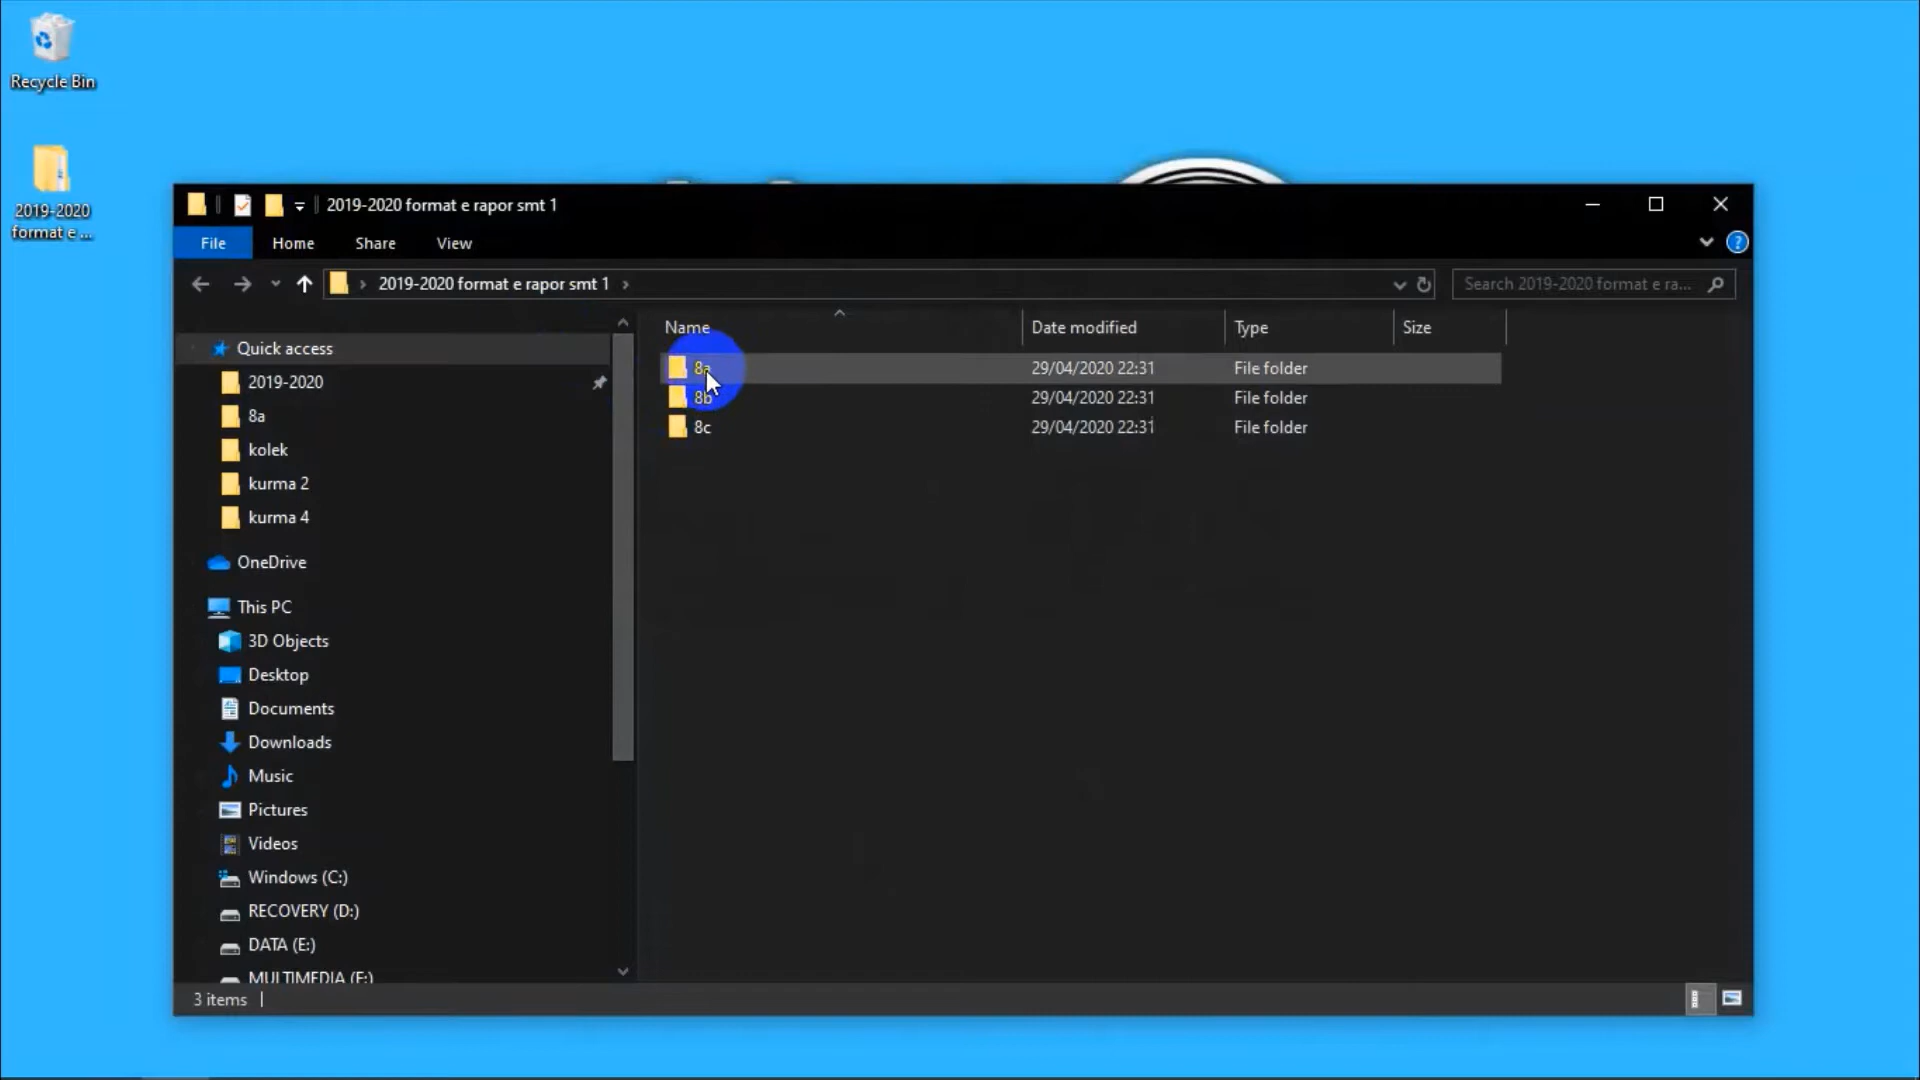 Recycle Bin
2019-2020
format e ...
2019-2020 format e rapor smt 1
File Home Share View
2019-2020 format e rapor smt 1
Search 2019-2020 format e ra...
Name Date modified Type Size
8a 29/04/2020 22:31 File folder
8b 29/04/2020 22:31 File folder
8c 29/04/2020 22:31 File folder
Quick access
2019-2020
8a
kolek
kurma 2
kurma 4
OneDrive
This PC
3D Objects
Desktop
Documents
Downloads
Music
Pictures
Videos
Windows (C:)
RECOVERY (D:)
DATA (E:)
MULTIMEDIA (F:)
3 items